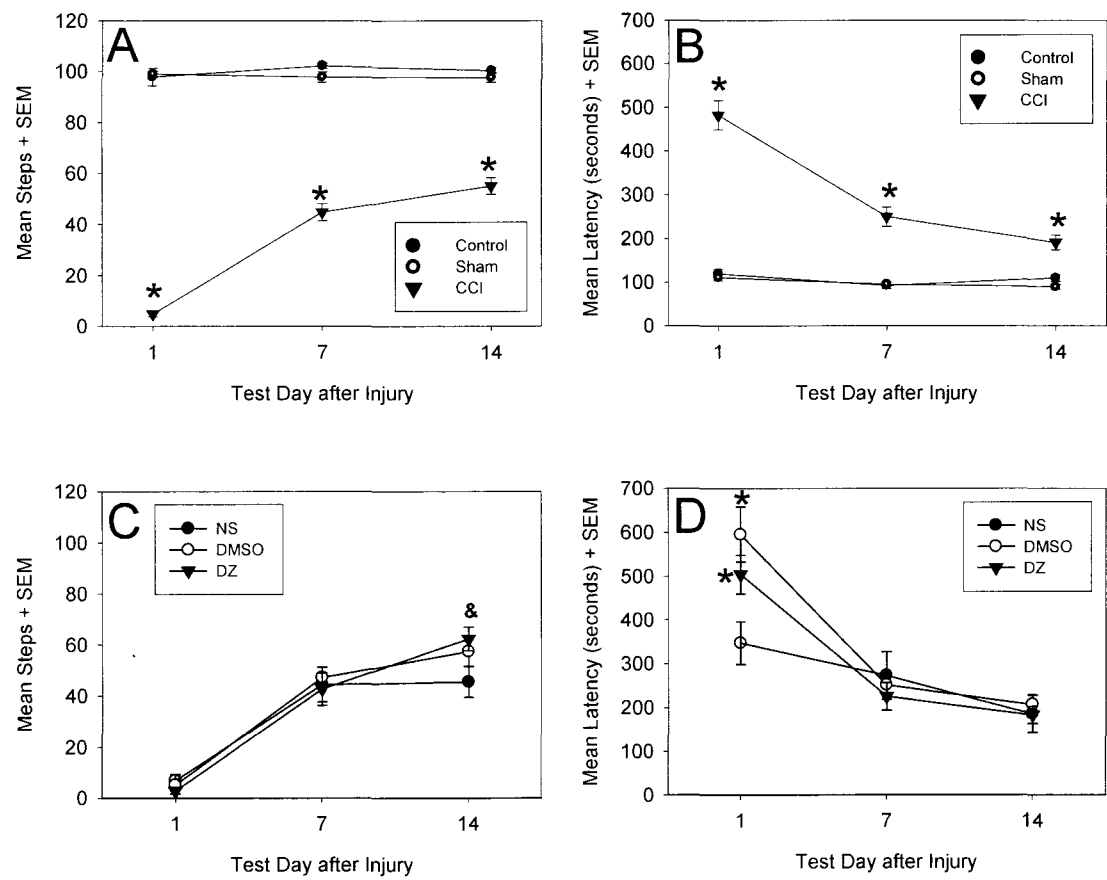 A
Mean Steps + SEM
120
100
80
60
40
20
0
*
*
*
Control
Sham
CCI
1
7
14
Test Day after Injury
B
Mean Latency (seconds) + SEM
700
600
500
400
300
200
100
0
*
*
*
Control
Sham
CCI
1
7
14
Test Day after Injury
C
Mean Steps + SEM
120
100
80
60
40
20
0
NS
DMSO
DZ
&
1
7
14
Test Day after Injury
D
Mean Latency (seconds) + SEM
700
600
500
400
300
200
100
0
*
*
NS
DMSO
DZ
1
7
14
Test Day after Injury